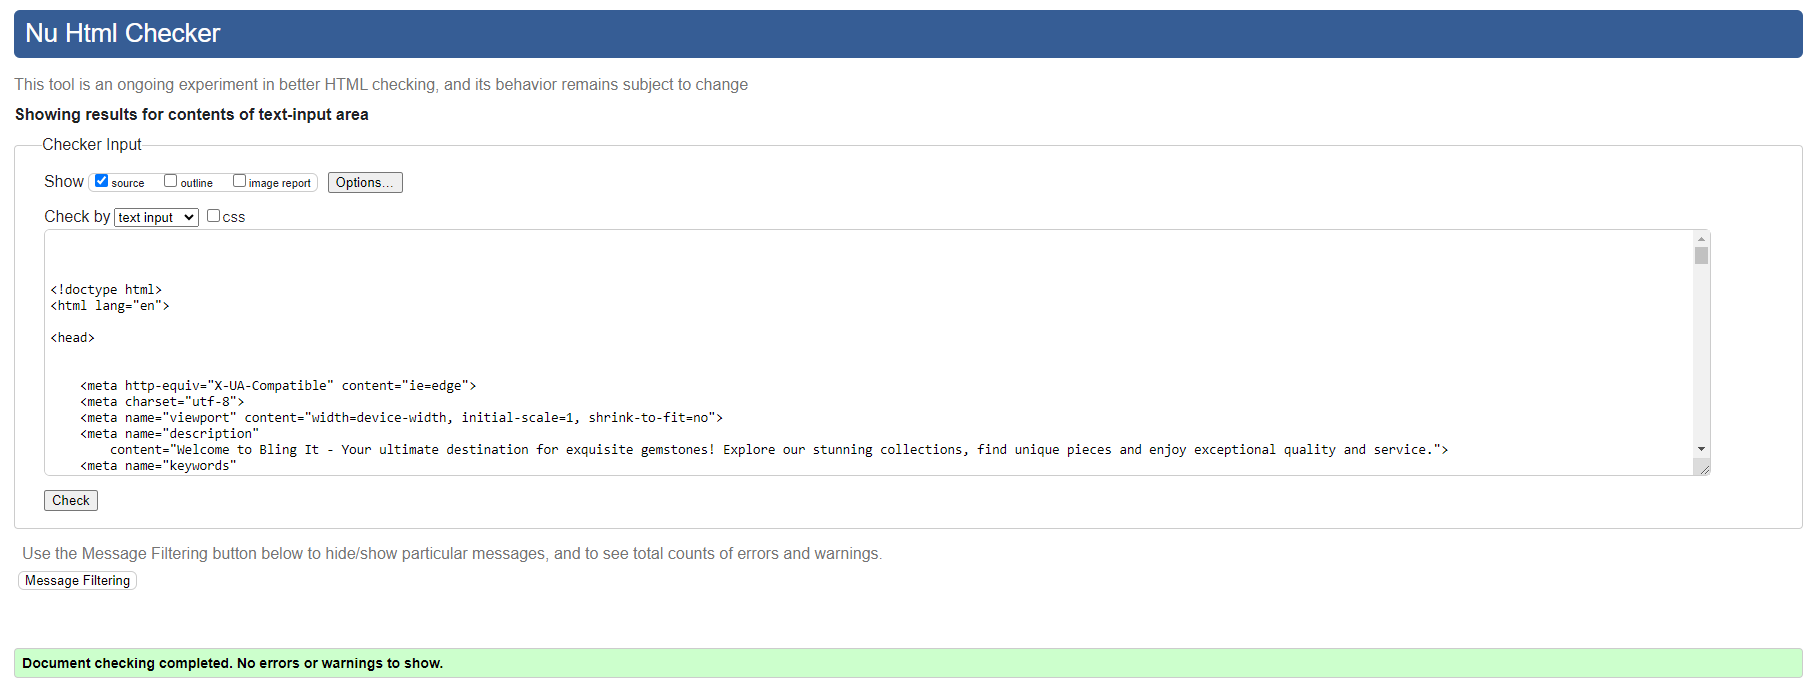 Nu Html Checker
This tool is an ongoing experiment in better HTML checking, and its behavior remains subject to change
Showing results for contents of text-input area
Checker Input
Show source outline image report Options...
Check by text input css
<!doctype html>
<html lang="en">
<head>
<meta http-equiv="X-UA-Compatible" content="ie=edge">
<meta charset="utf-8">
<meta name="viewport" content="width=device-width, initial-scale=1, shrink-to-fit=no">
<meta name="description"
content="Welcome to Bling It - Your ultimate destination for exquisite gemstones! Explore our stunning collections, find unique pieces and enjoy exceptional quality and service.">
<meta name="keywords"
Check
Use the Message Filtering button below to hide/show particular messages, and to see total counts of errors and warnings.
Message Filtering
Document checking completed. No errors or warnings to show.